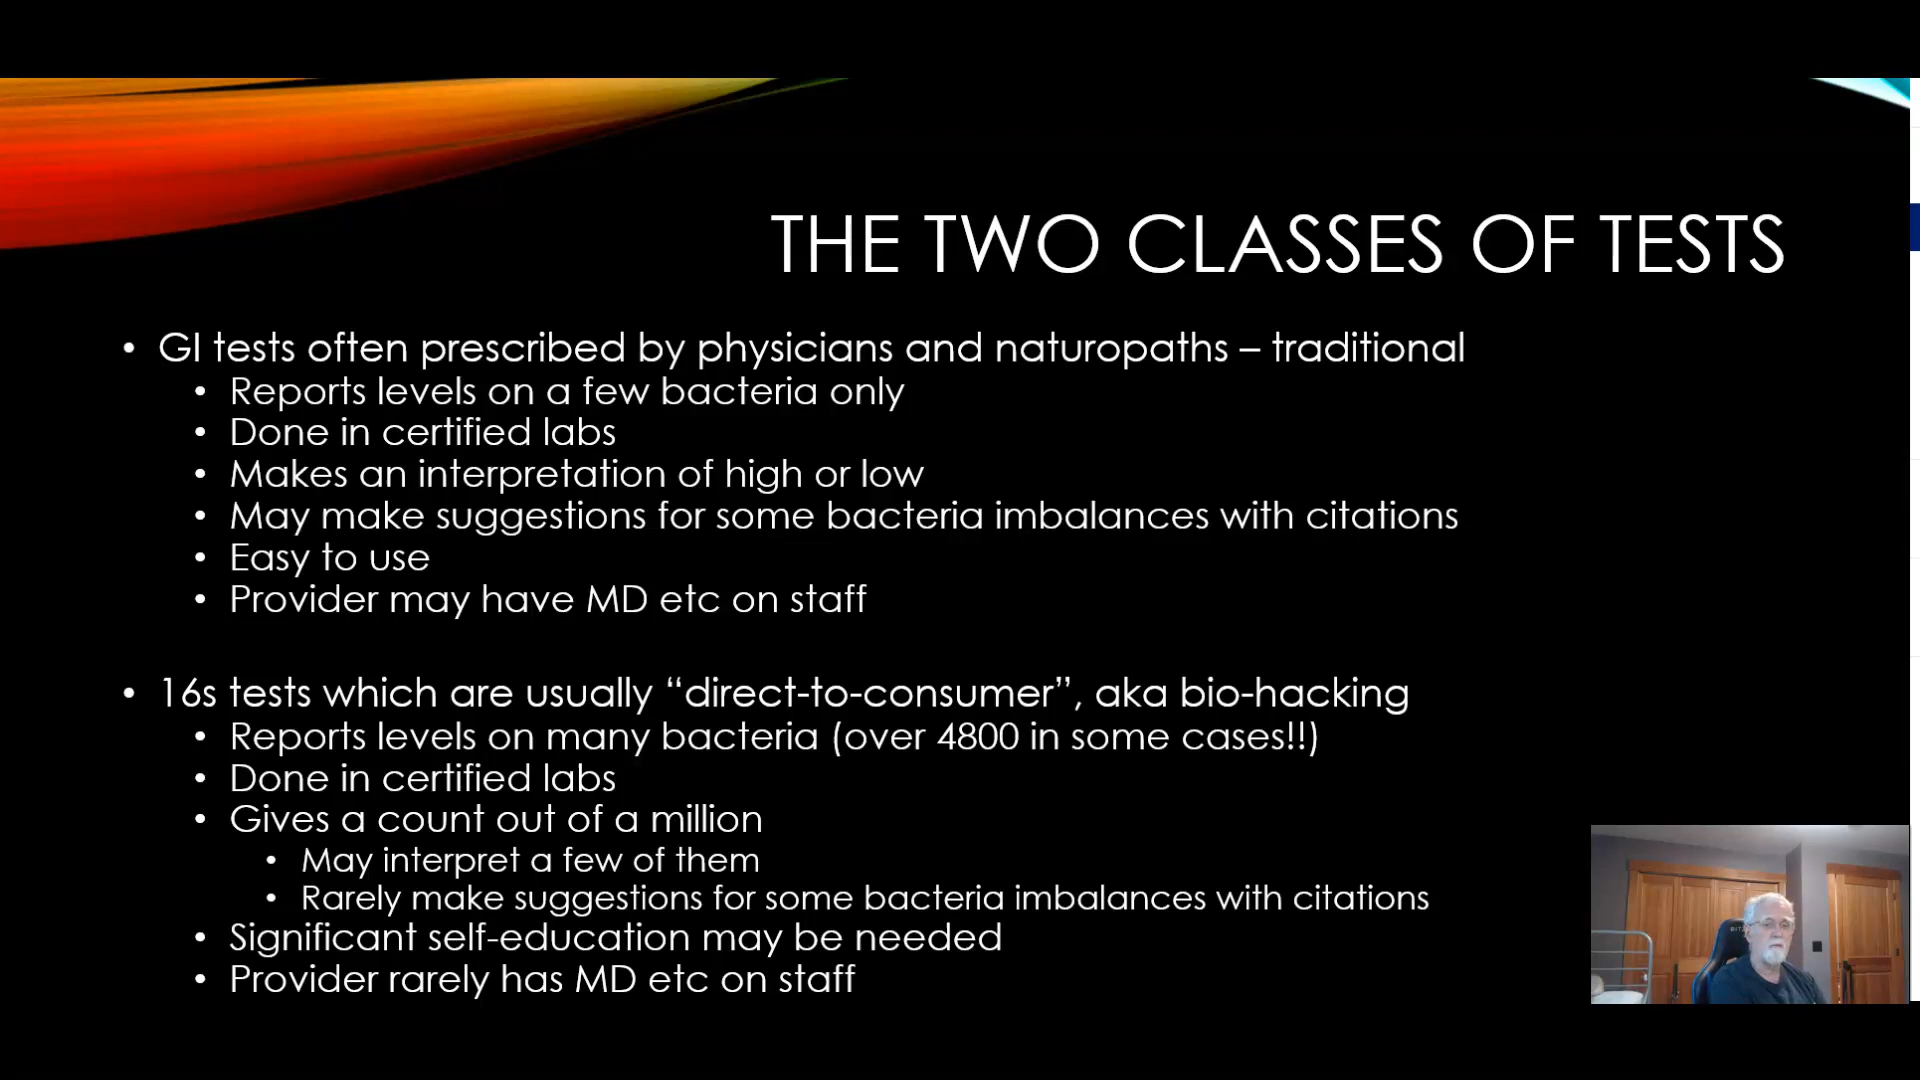 THE TWO CLASSES OF TESTS
• GI tests often prescribed by physicians and naturopaths – traditional
• Reports levels on a few bacteria only
• Done in certified labs
• Makes an interpretation of high or low
• May make suggestions for some bacteria imbalances with citations
• Easy to use
• Provider may have MD etc on staff
• 16s tests which are usually “direct-to-consumer”, aka bio-hacking
• Reports levels on many bacteria (over 4800 in some cases!!)
• Done in certified labs
• Gives a count out of a million
• May interpret a few of them
• Rarely make suggestions for some bacteria imbalances with citations
• Significant self-education may be needed
• Provider rarely has MD etc on staff